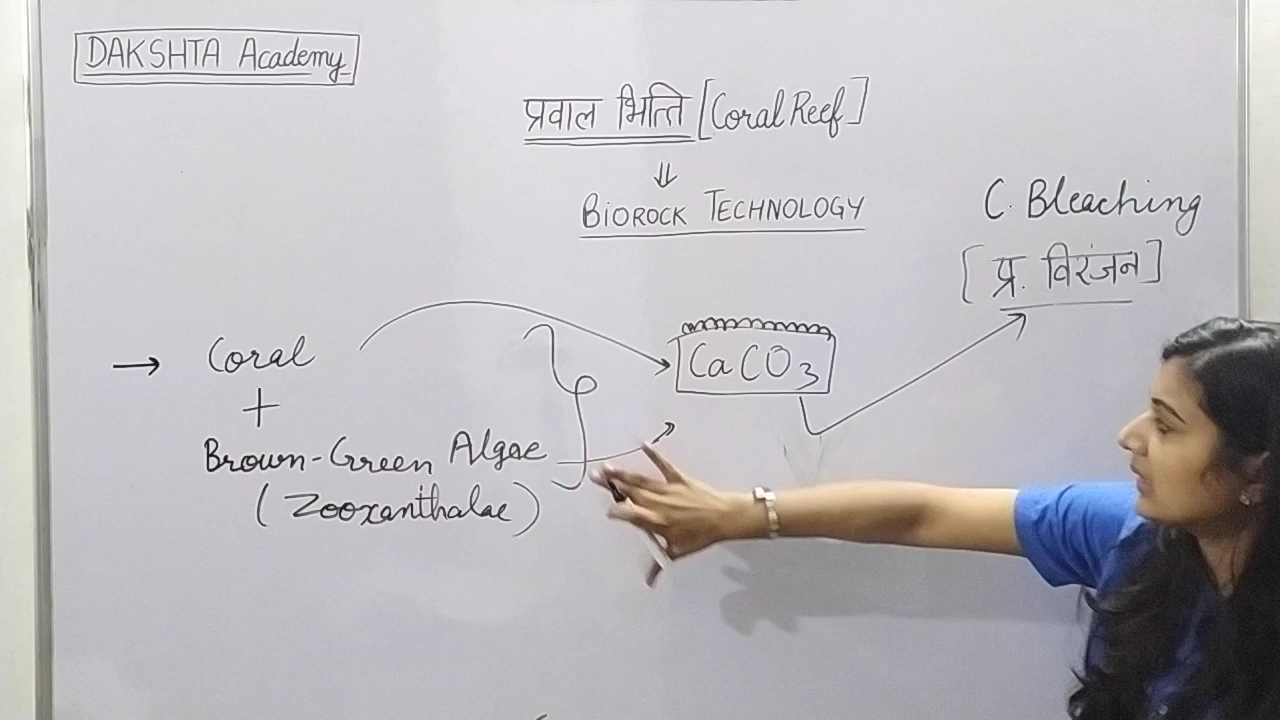 DAKSHTA Academy
प्रवाल भित्ति [Coral Reef]
⇓
BIOROCK TECHNOLOGY
C. Bleaching
[प्र. विरंजन]
→ Coral
CaCO3
+
Brown-Green Algae
(Zooxanthalae)